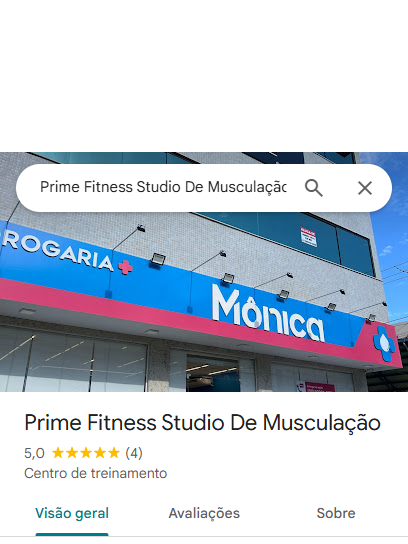 Prime Fitness Studio De Musculação
ROGARIA
Mônica
Prime Fitness Studio De Musculação
5,0 ★★★★★ (4)
Centro de treinamento
Visão geral Avaliações Sobre